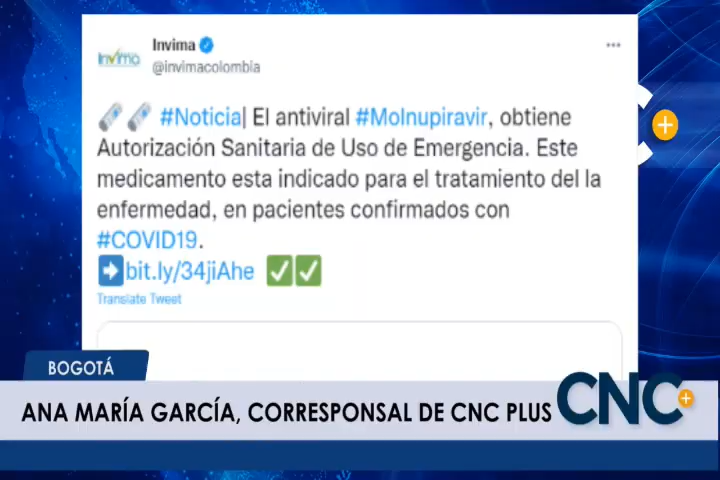 Invima
@invimacolombia
invima
#Noticia| El antiviral #Molnupiravir, obtiene
Autorización Sanitaria de Uso de Emergencia. Este
medicamento esta indicado para el tratamiento del la
enfermedad, en pacientes confirmados con
#COVID19.
bit.ly/34jiAhe
Translate Tweet
C+
BOGOTÁ
ANA MARÍA GARCÍA, CORRESPONSAL DE CNC PLUS
CNC+